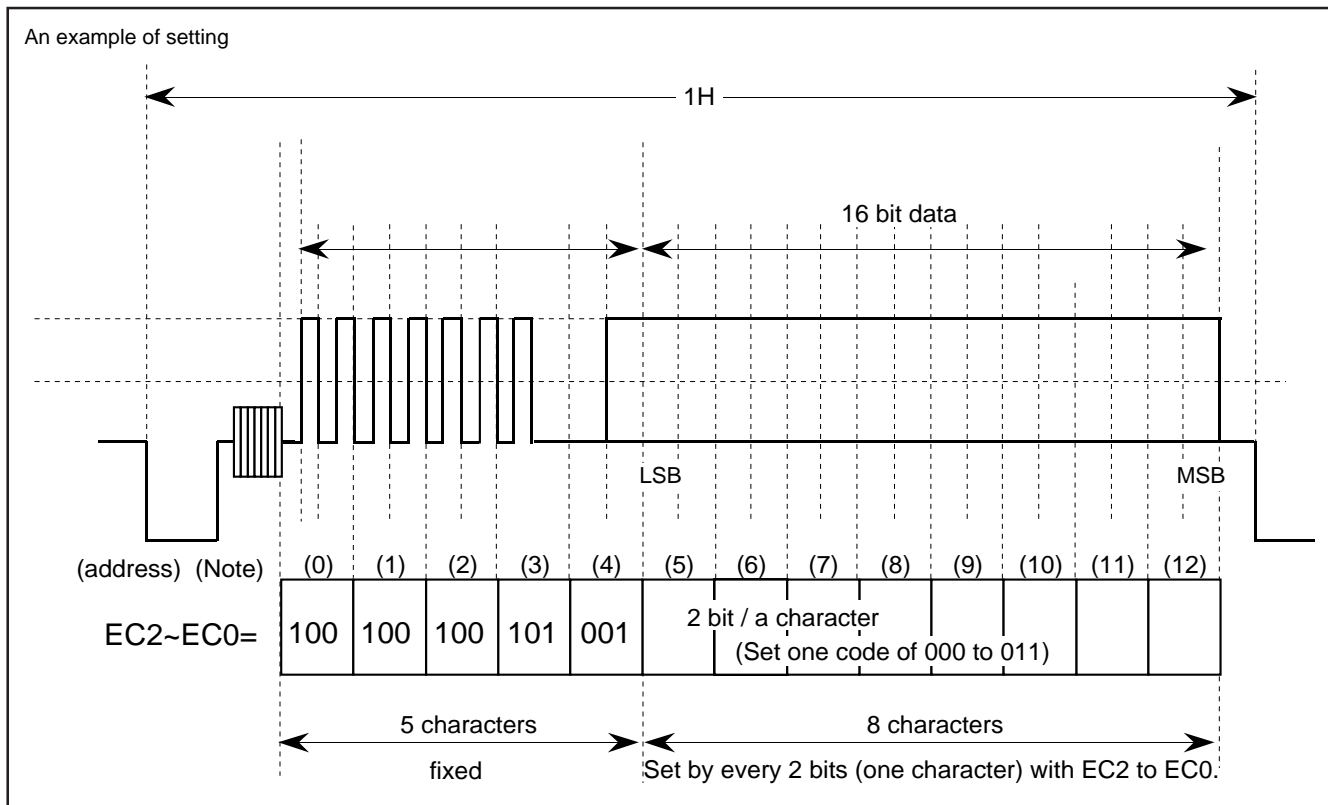 An example of setting
1H
16 bit data
LSB
MSB
(address) (Note) (0) (1) (2) (3) (4) (5) (6) (7) (8) (9) (10) (11) (12)
EC2~EC0= 100 100 100 101 001
2 bit / a character
(Set one code of 000 to 011)
5 characters
8 characters
fixed
Set by every 2 bits (one character) with EC2 to EC0.